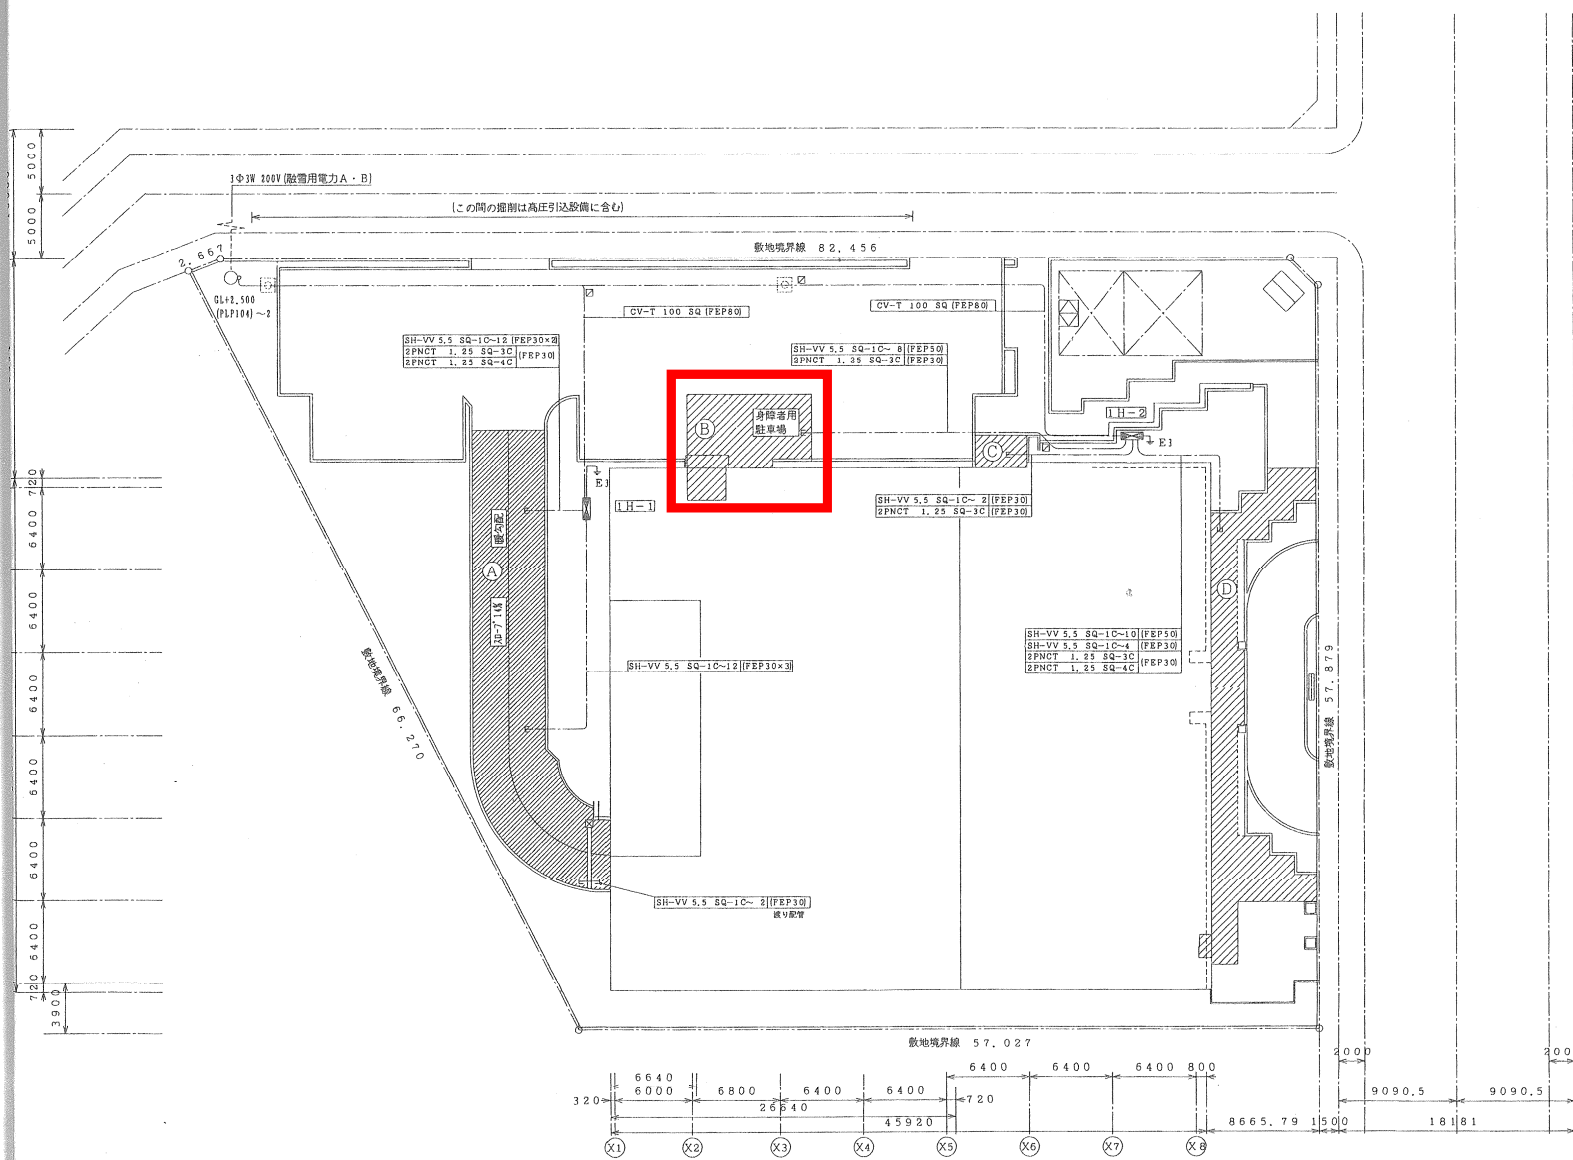 1Φ3W 200V(融雪用電力A・B)
(この間の掘削は高圧引込設備に含む)
敷地境界線 82,456
2,667
GL+2,500
(PLP104)~2
CV-T 100 SQ (FEP80)
CV-T 100 SQ (FEP80)
SH-VV 5.5 SQ-1C~12 (FEP30×2)
2PNCT 1.25 SQ-3C (FEP30)
2PNCT 1.25 SQ-4C
SH-VV 5.5 SQ-1C~ 8 (FEP50)
2PNCT 1.25 SQ-3C (FEP30)
B
身障者用
駐車場
1H-2
EJ
C
EJ
1H-1
SH-VV 5.5 SQ-1C~ 2 (FEP30)
2PNCT 1.25 SQ-3C (FEP30)
暖勾配
A
スロープ14%
D
SH-VV 5.5 SQ-1C~10 (FEP50)
SH-VV 5.5 SQ-1C~4 (FEP30)
2PNCT 1.25 SQ-3C (FEP30)
2PNCT 1.25 SQ-4C
SH-VV 5.5 SQ-1C~12 (FEP30×3)
敷地境界線 66,270
敷地境界線 57,879
SH-VV 5.5 SQ-1C~ 2 (FEP30)
渡り配管
敷地境界線 57,027
5000
5000
720
6400
6400
6400
6400
6400
6400
720
3900
6640
6000 6800 6400 6400
6400 6400 6400 800
320
720
26640
45920
8665.79 1500
2000
200
9090.5 9090.5
18181
X1 X2 X3 X4 X5 X6 X7 X8